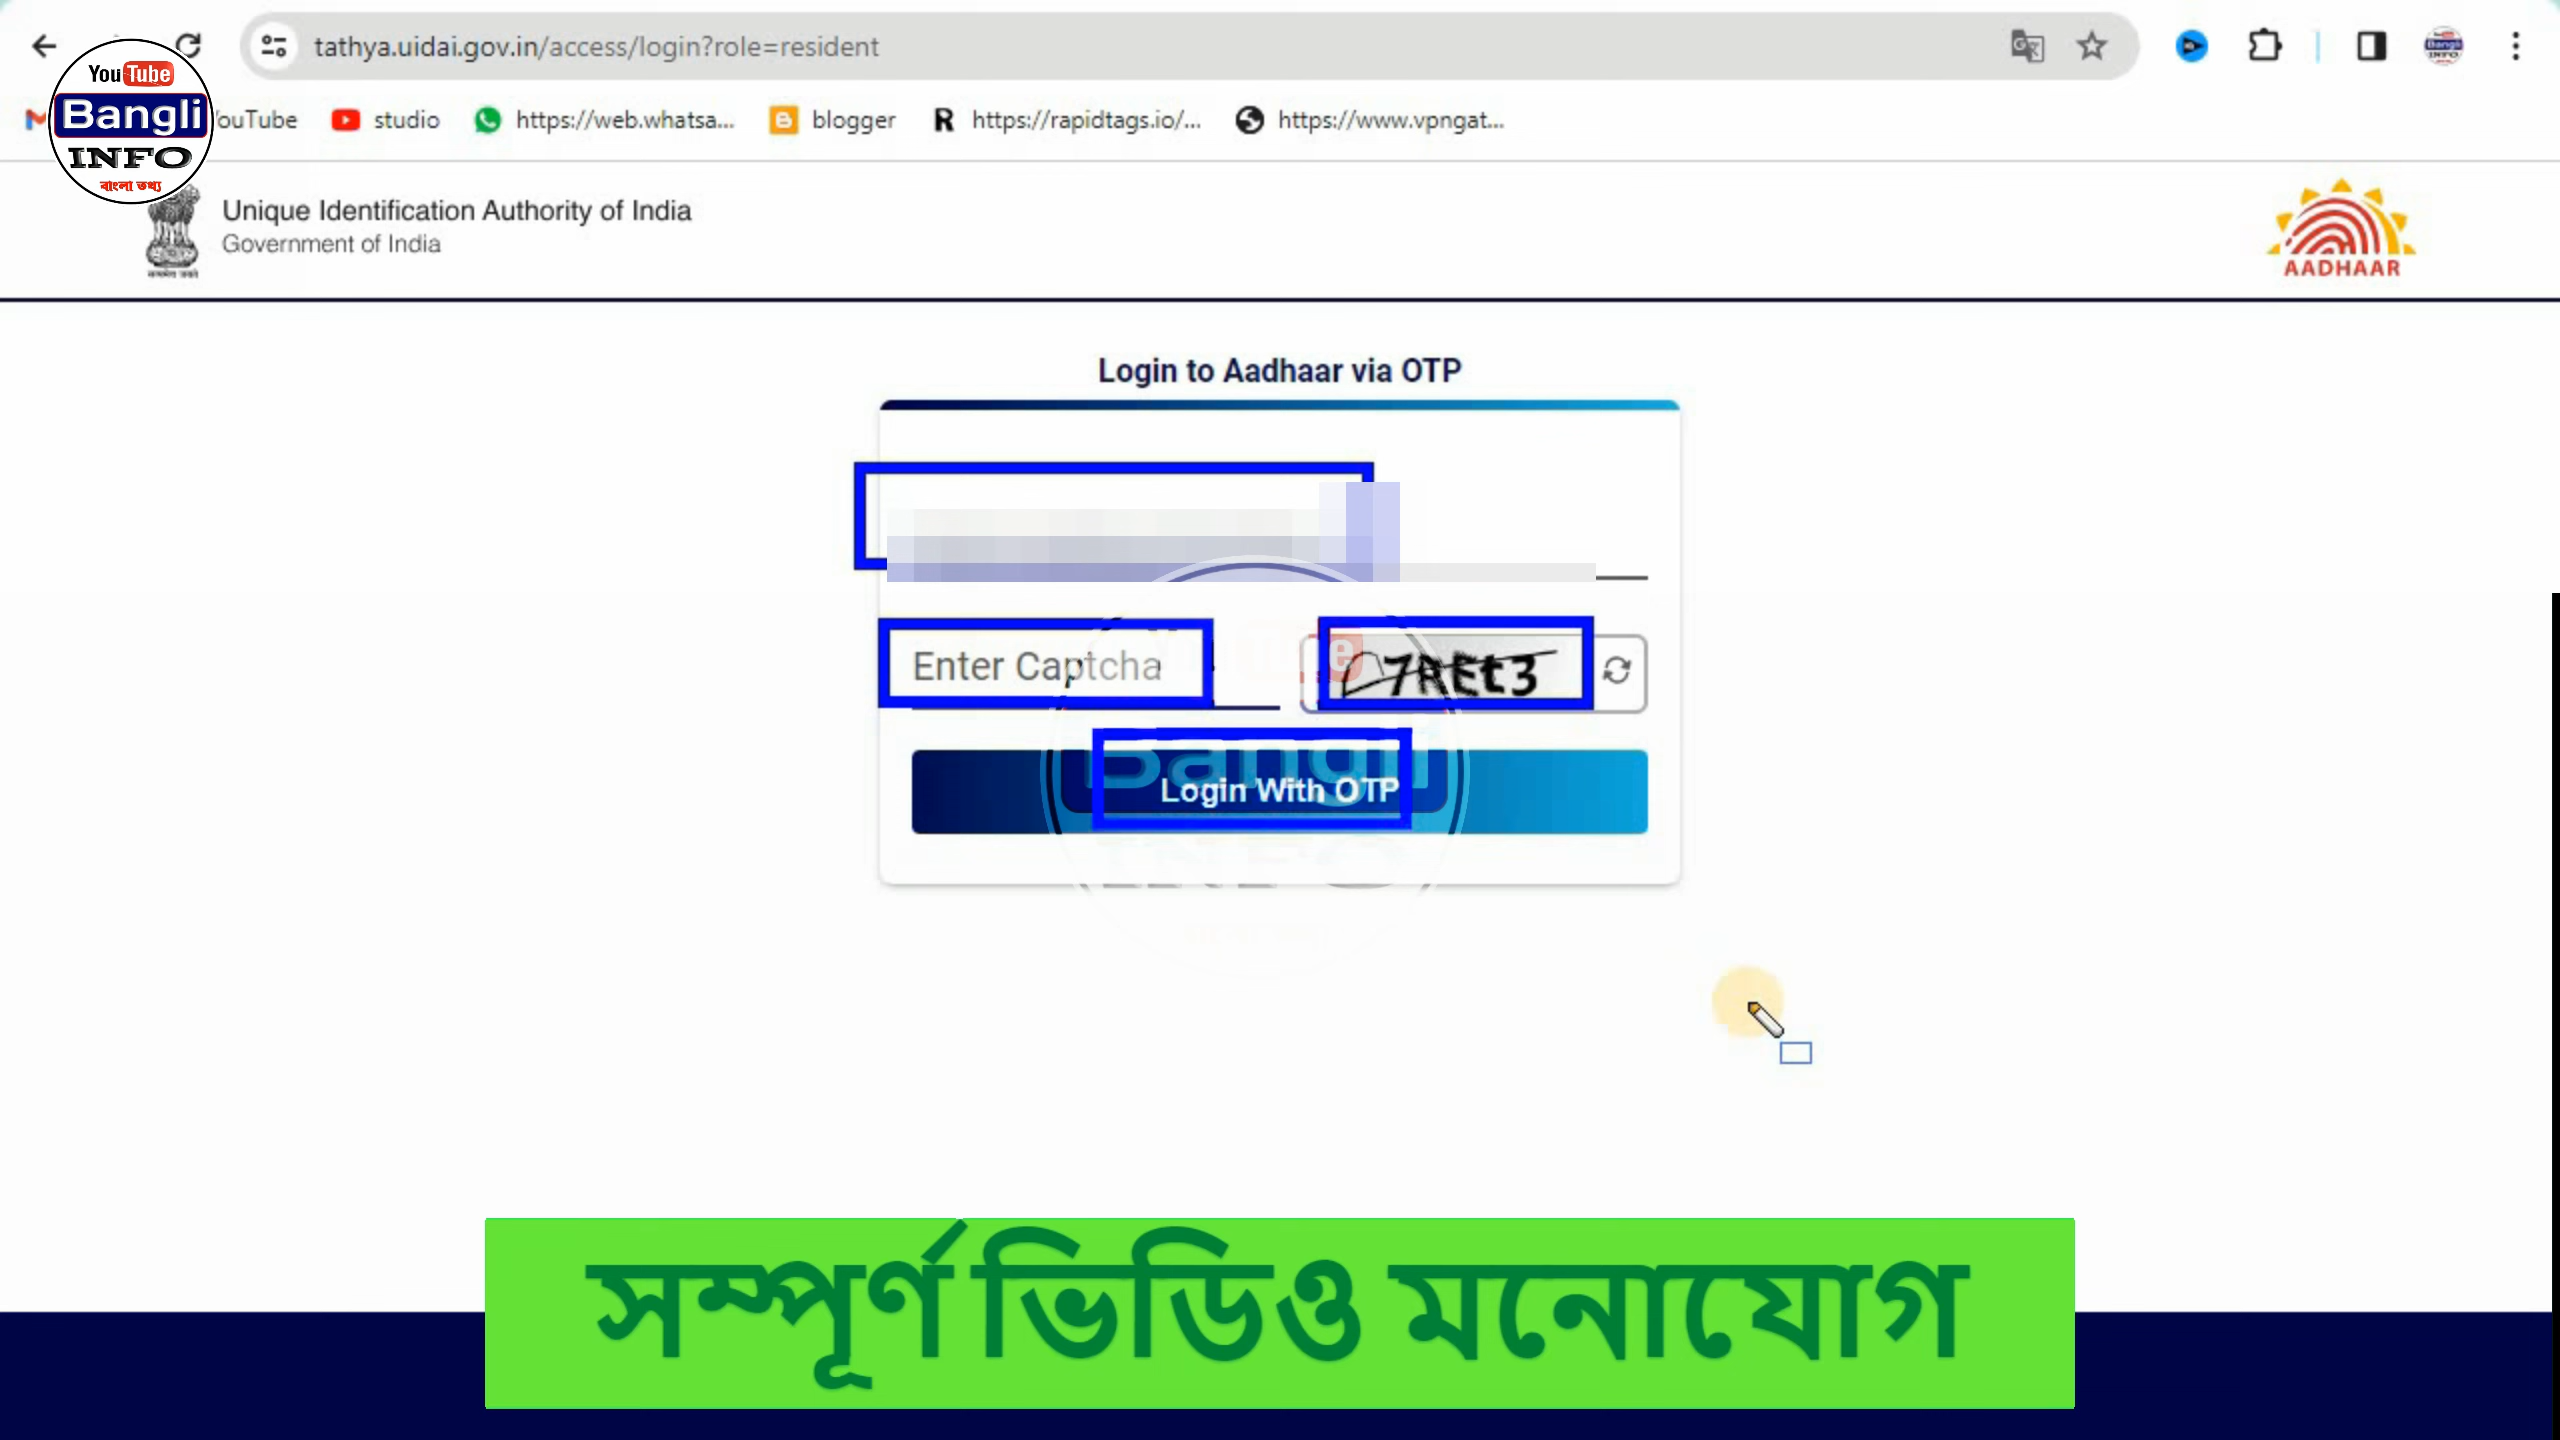 tathya.uidai.gov.in/access/login?role=resident
YouTube
Bangli
INFO
বাংলা তথ্য
studio
https://web.whatsa...
blogger
https://rapidtags.io/...
https://www.vpngat...
Unique Identification Authority of India
Government of India
AADHAAR
Login to Aadhaar via OTP
Enter Captcha
Bangli
Login With OTP
INFO
সম্পূর্ণ ভিডিও মনোযোগ